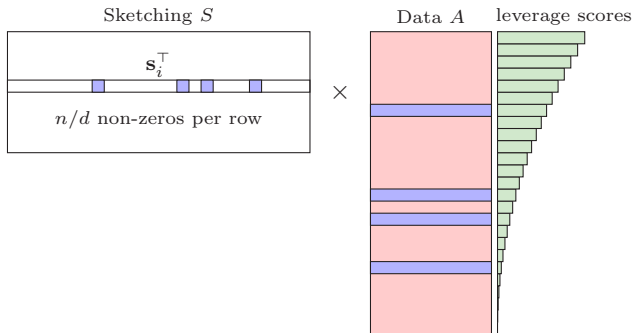 Sketching S
Data A
leverage scores
s_i^⊤
×
n/d non-zeros per row